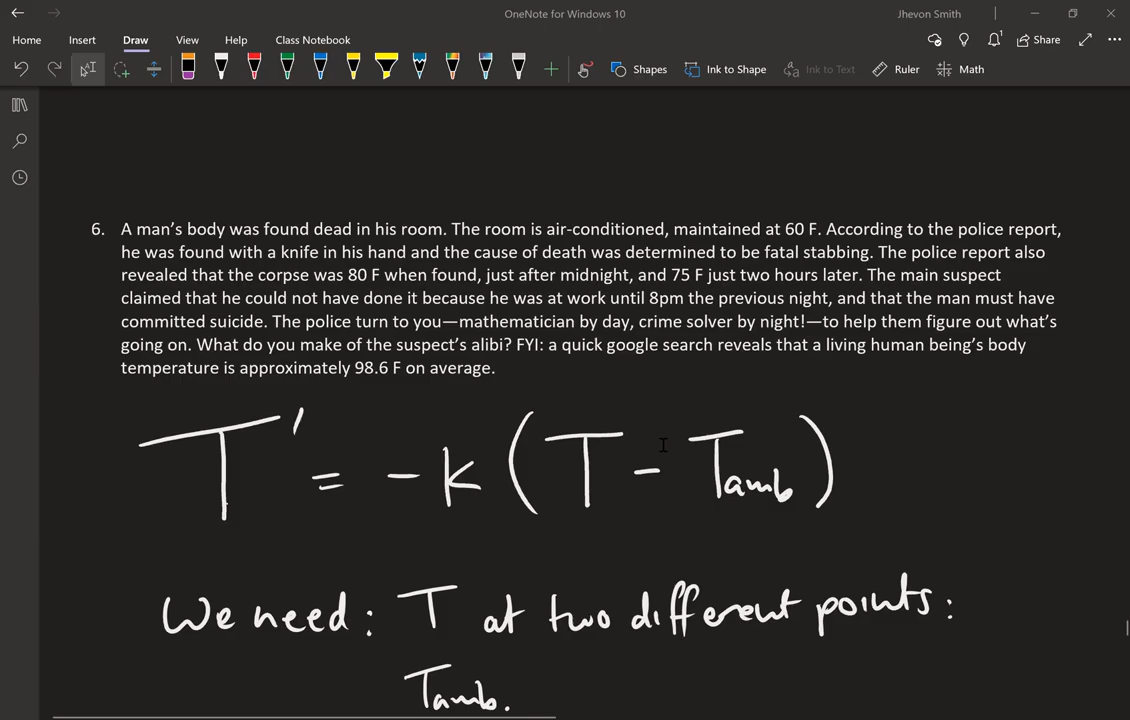 OneNote for Windows 10
Jhevon Smith
Home Insert Draw View Help Class Notebook
Share
Shapes Ink to Shape Ink to Text Ruler Math
6. A man's body was found dead in his room. The room is air-conditioned, maintained at 60 F. According to the police report,
he was found with a knife in his hand and the cause of death was determined to be fatal stabbing. The police report also
revealed that the corpse was 80 F when found, just after midnight, and 75 F just two hours later. The main suspect
claimed that he could not have done it because he was at work until 8pm the previous night, and that the man must have
committed suicide. The police turn to you—mathematician by day, crime solver by night!—to help them figure out what's
going on. What do you make of the suspect's alibi? FYI: a quick google search reveals that a living human being's body
temperature is approximately 98.6 F on average.
T' = -k (T - Tamb)
We need: T at two different points:
Tamb.